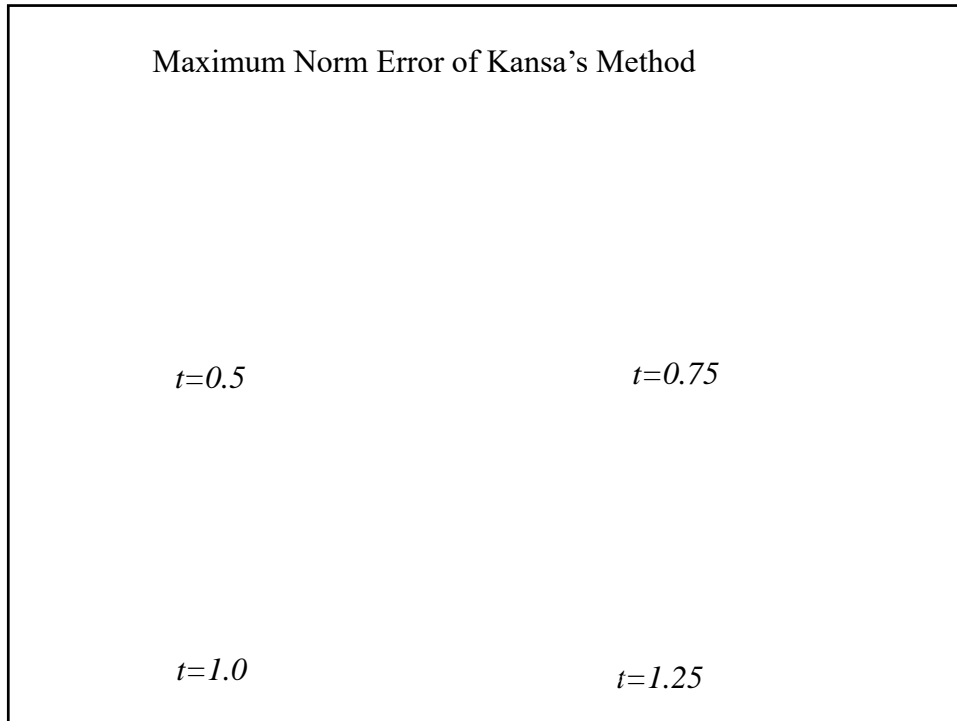 Maximum Norm Error of Kansa’s Method
t=0.5
t=0.75
t=1.0
t=1.25